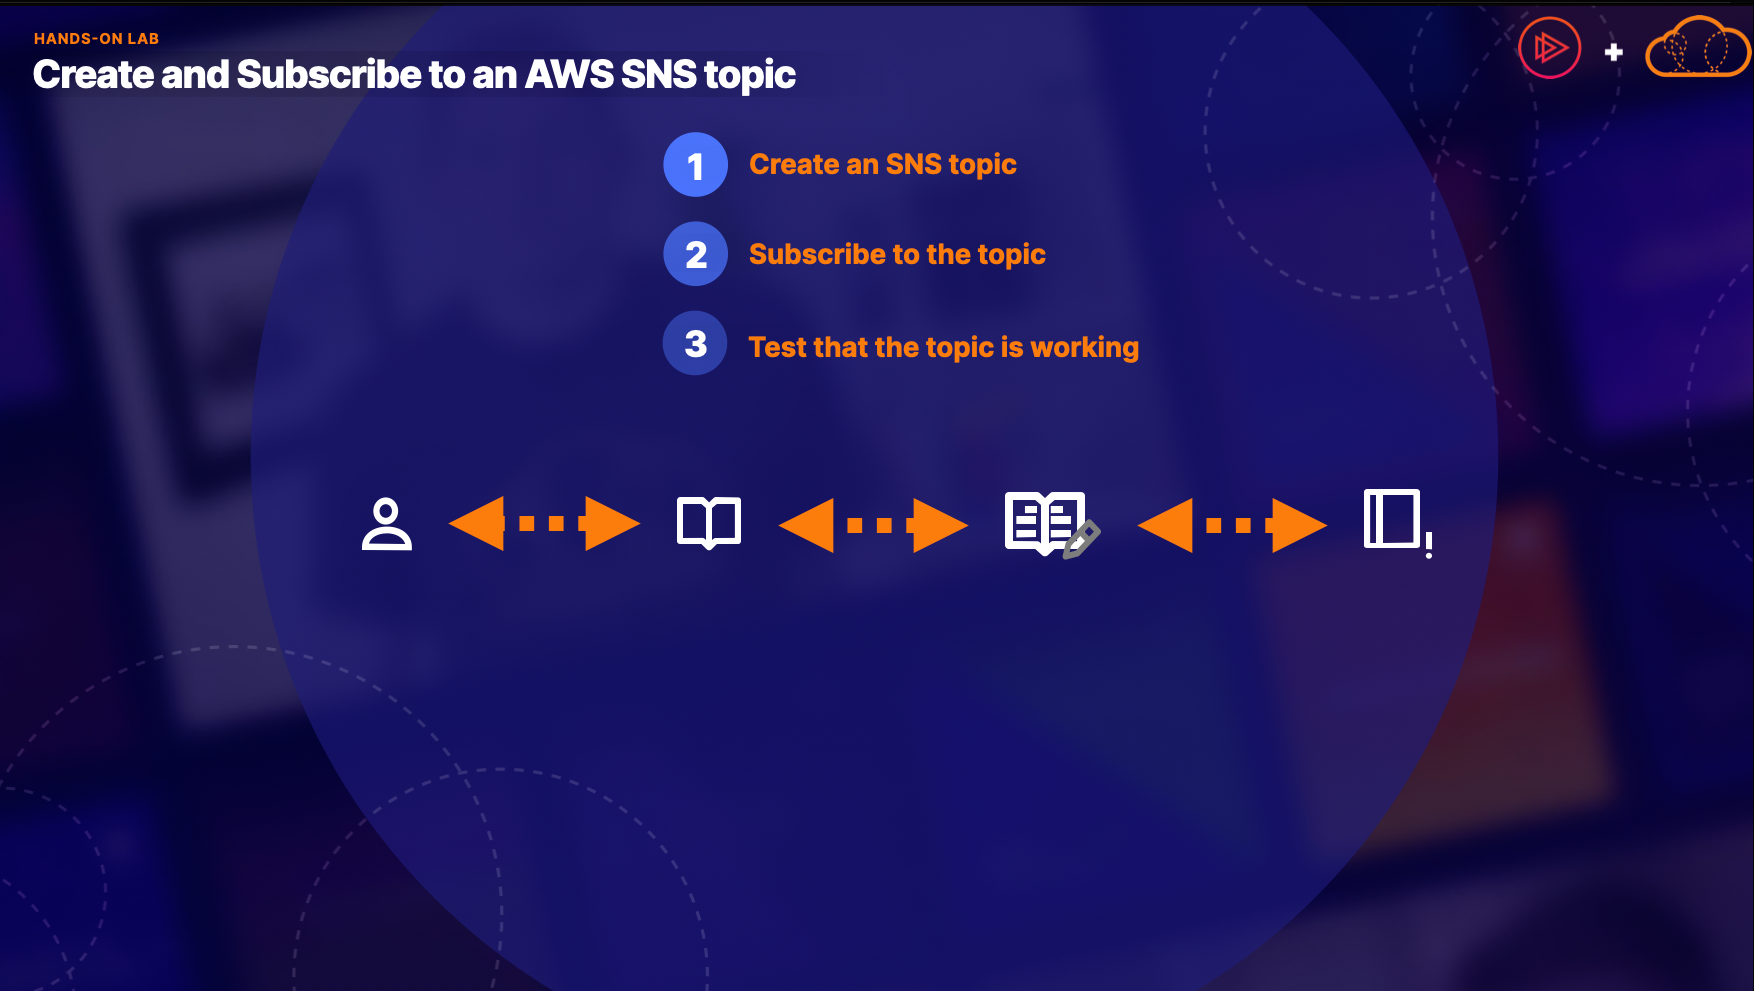 HANDS-ON LAB
Create and Subscribe to an AWS SNS topic
1 Create an SNS topic
2 Subscribe to the topic
3 Test that the topic is working
!